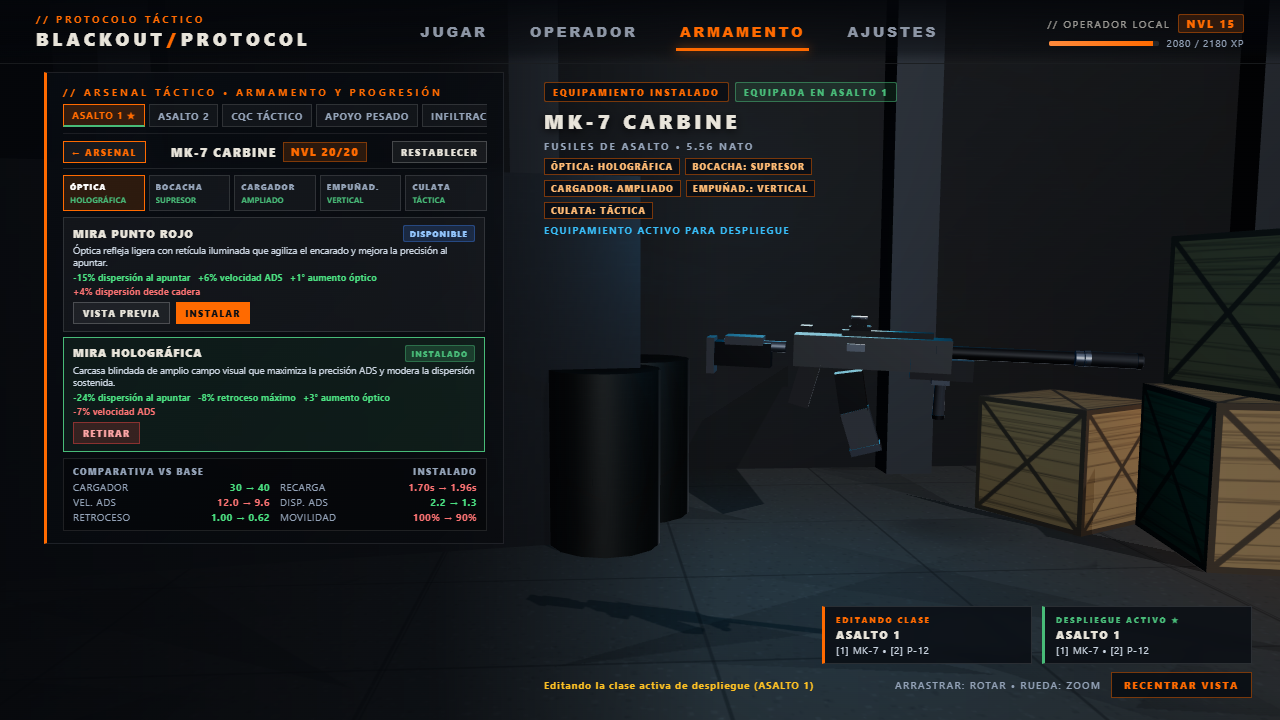 // PROTOCOLO TÁCTICO
BLACKOUT/PROTOCOL
JUGAR
OPERADOR
ARMAMENTO
AJUSTES
// OPERADOR LOCAL
NVL 15
2080 / 2180 XP
// ARSENAL TÁCTICO • ARMAMENTO Y PROGRESIÓN
ASALTO 1 ★
ASALTO 2
CQC TÁCTICO
APOYO PESADO
INFILTRAC
← ARSENAL
MK-7 CARBINE
NVL 20/20
RESTABLECER
ÓPTICA
HOLOGRÁFICA
BOCACHA
SUPRESOR
CARGADOR
AMPLIADO
EMPUÑAD.
VERTICAL
CULATA
TÁCTICA
MIRA PUNTO ROJO
DISPONIBLE
Óptica refleja ligera con retícula iluminada que agiliza el encarado y mejora la precisión al
apuntar.
-15% dispersión al apuntar +6% velocidad ADS +1° aumento óptico
+4% dispersión desde cadera
VISTA PREVIA
INSTALAR
MIRA HOLOGRÁFICA
INSTALADO
Carcasa blindada de amplio campo visual que maximiza la precisión ADS y modera la dispersión
sostenida.
-24% dispersión al apuntar -8% retroceso máximo +3° aumento óptico
-7% velocidad ADS
RETIRAR
COMPARATIVA VS BASE
INSTALADO
CARGADOR 30 → 40 RECARGA 1.70s → 1.96s
VEL. ADS 12.0 → 9.6 DISP. ADS 2.2 → 1.3
RETROCESO 1.00 → 0.62 MOVILIDAD 100% → 90%
EQUIPAMIENTO INSTALADO
EQUIPADA EN ASALTO 1
MK-7 CARBINE
FUSILES DE ASALTO • 5.56 NATO
ÓPTICA: HOLOGRÁFICA
BOCACHA: SUPRESOR
CARGADOR: AMPLIADO
EMPUÑAD.: VERTICAL
CULATA: TÁCTICA
EQUIPAMIENTO ACTIVO PARA DESPLIEGUE
EDITANDO CLASE
ASALTO 1
[1] MK-7 • [2] P-12
DESPLIEGUE ACTIVO ★
ASALTO 1
[1] MK-7 • [2] P-12
Editando la clase activa de despliegue (ASALTO 1)
ARRASTRAR: ROTAR • RUEDA: ZOOM
RECENTRAR VISTA